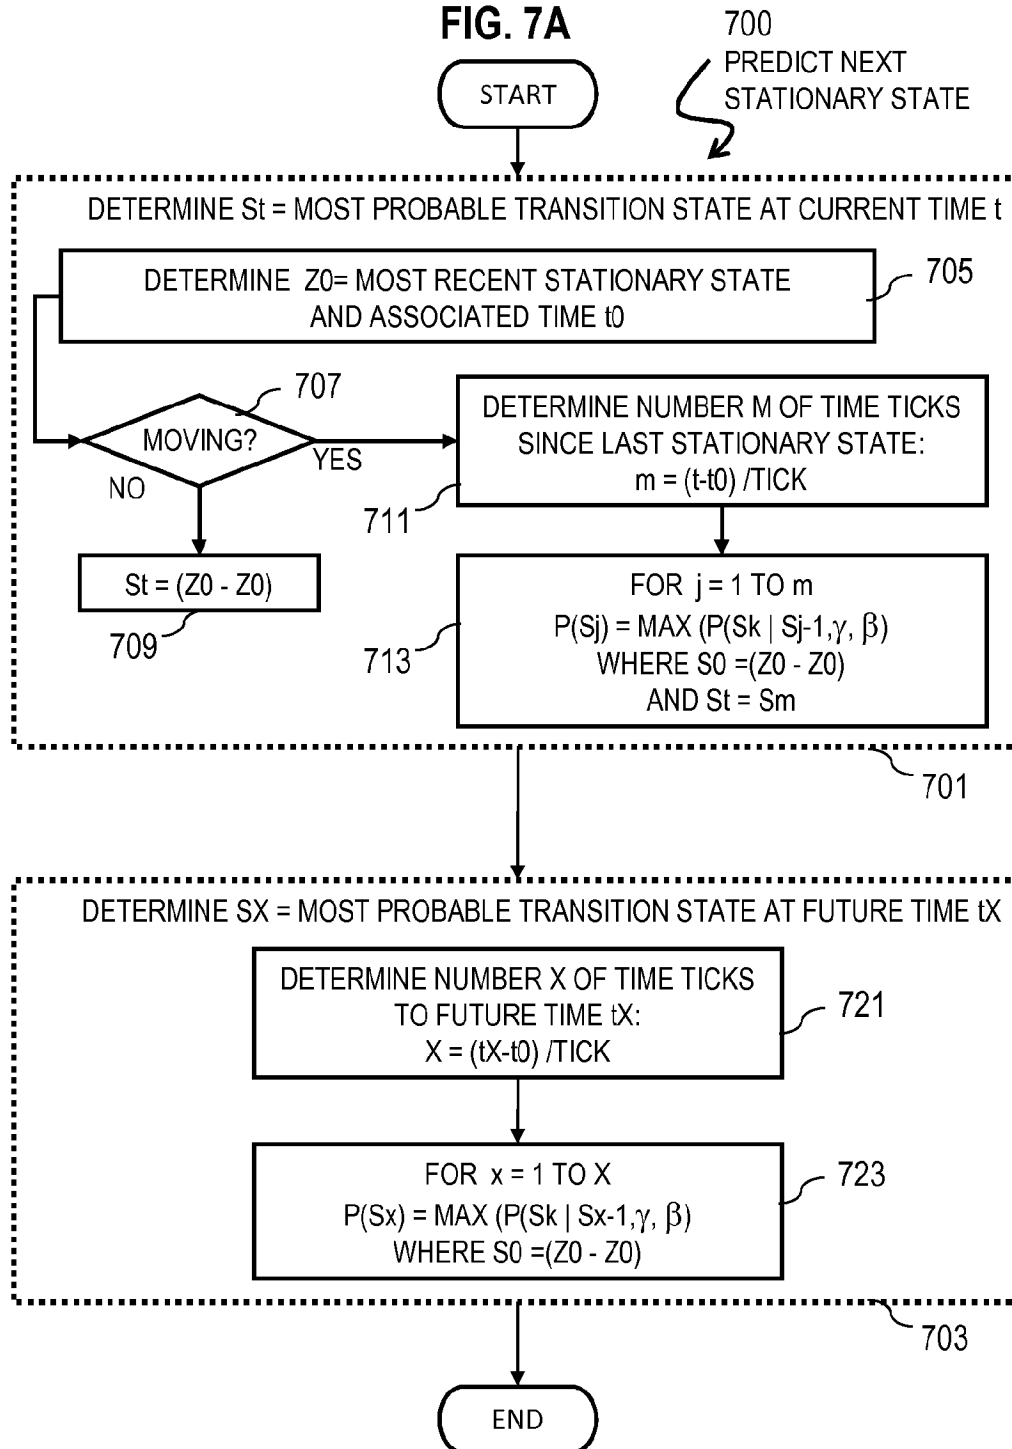 FIG. 7A
700
PREDICT NEXT
STATIONARY STATE
START
DETERMINE St = MOST PROBABLE TRANSITION STATE AT CURRENT TIME t
DETERMINE Z0= MOST RECENT STATIONARY STATE
AND ASSOCIATED TIME t0
705
707
MOVING?
YES
NO
DETERMINE NUMBER M OF TIME TICKS
SINCE LAST STATIONARY STATE:
m = (t-t0) /TICK
711
St = (Z0 - Z0)
709
FOR j = 1 TO m
P(Sj) = MAX (P(Sk | Sj-1,γ, β)
WHERE S0 =(Z0 - Z0)
AND St = Sm
713
701
DETERMINE SX = MOST PROBABLE TRANSITION STATE AT FUTURE TIME tX
DETERMINE NUMBER X OF TIME TICKS
TO FUTURE TIME tX:
X = (tX-t0) /TICK
721
FOR x = 1 TO X
P(Sx) = MAX (P(Sk | Sx-1,γ, β)
WHERE S0 =(Z0 - Z0)
723
703
END